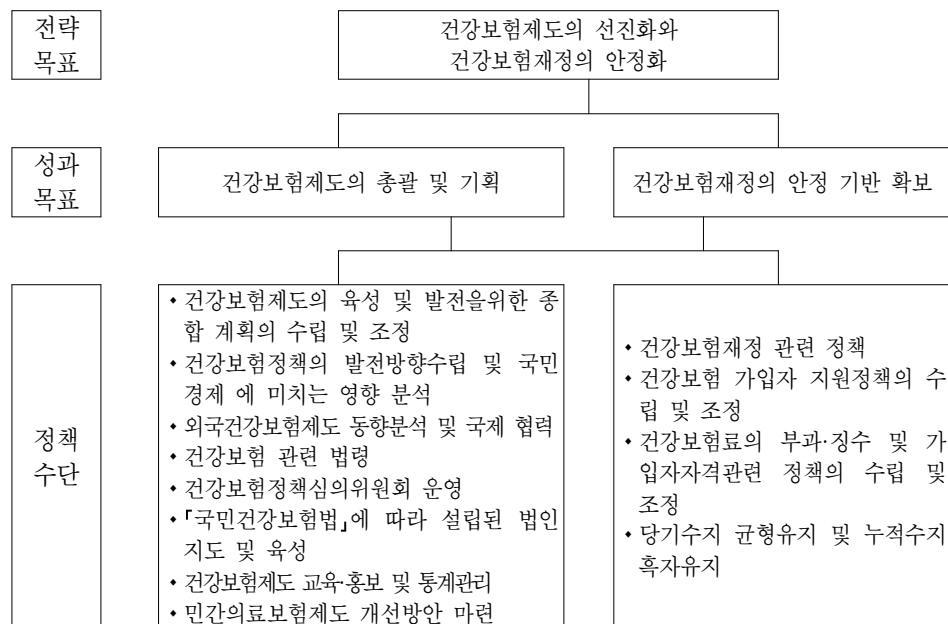 전략
목표
건강보험제도의 선진화와
건강보험재정의 안정화
성과
목표
건강보험제도의 총괄 및 기획
건강보험재정의 안정 기반 확보
정책
수단
• 건강보험제도의 육성 및 발전을위한 종
합 계획의 수립 및 조정
• 건강보험정책의 발전방향수립 및 국민
경제 에 미치는 영향 분석
• 외국건강보험제도 동향분석 및 국제 협력
• 건강보험 관련 법령
• 건강보험정책심의위원회 운영
• 「국민건강보험법」에 따라 설립된 법인
지도 및 육성
• 건강보험제도 교육·홍보 및 통계관리
• 민간의료보험제도 개선방안 마련
• 건강보험재정 관련 정책
• 건강보험 가입자 지원정책의 수
립 및 조정
• 건강보험료의 부과·징수 및 가
입자자격관련 정책의 수립 및
조정
• 당기수지 균형유지 및 누적수지
흑자유지